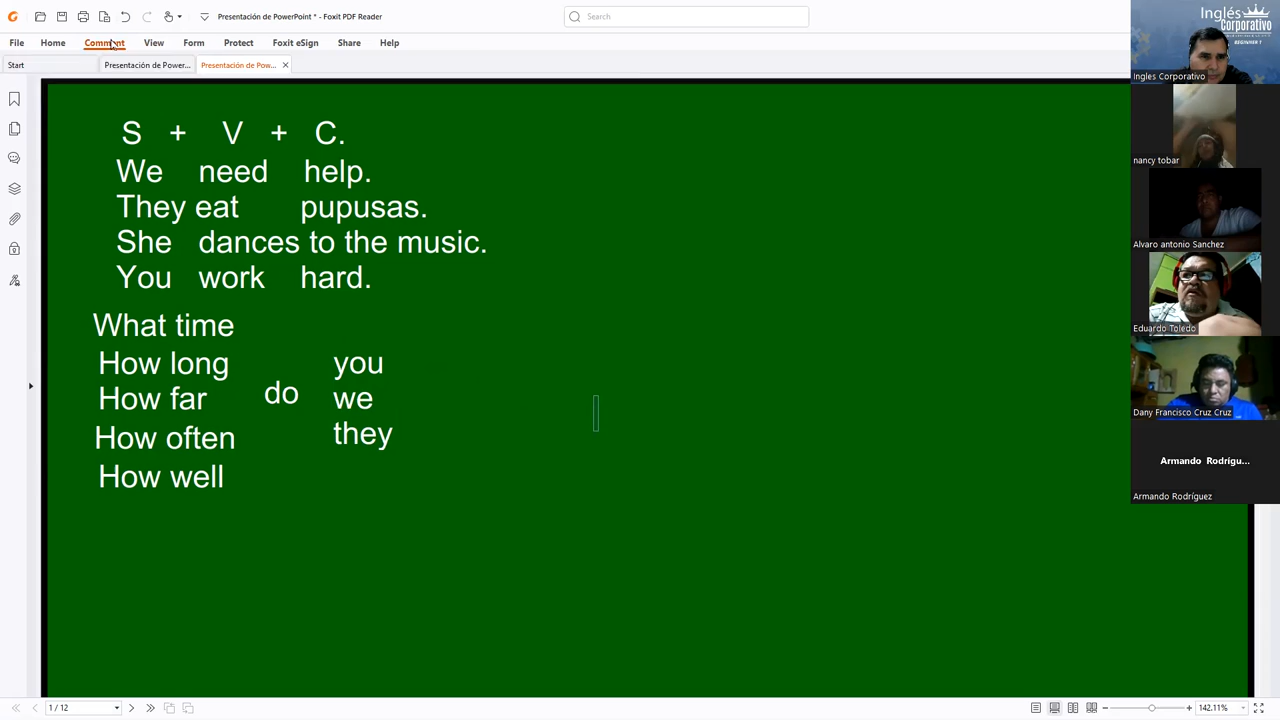 Presentación de PowerPoint * - Foxit PDF Reader
Search
File Home Comment View Form Protect Foxit eSign Share Help
Start Presentación de Power... Presentación de Pow...
S + V + C.
We need help.
They eat pupusas.
She dances to the music.
You work hard.
What time
How long you
How far do we
How often they
How well
Inglés
Corporativo
BEGINNER 1
Ingles Corporativo
nancy tobar
Alvaro antonio Sanchez
Eduardo Toledo
Dany Francisco Cruz Cruz
Armando Rodrígu...
Armando Rodríguez
1 / 12
142.11%